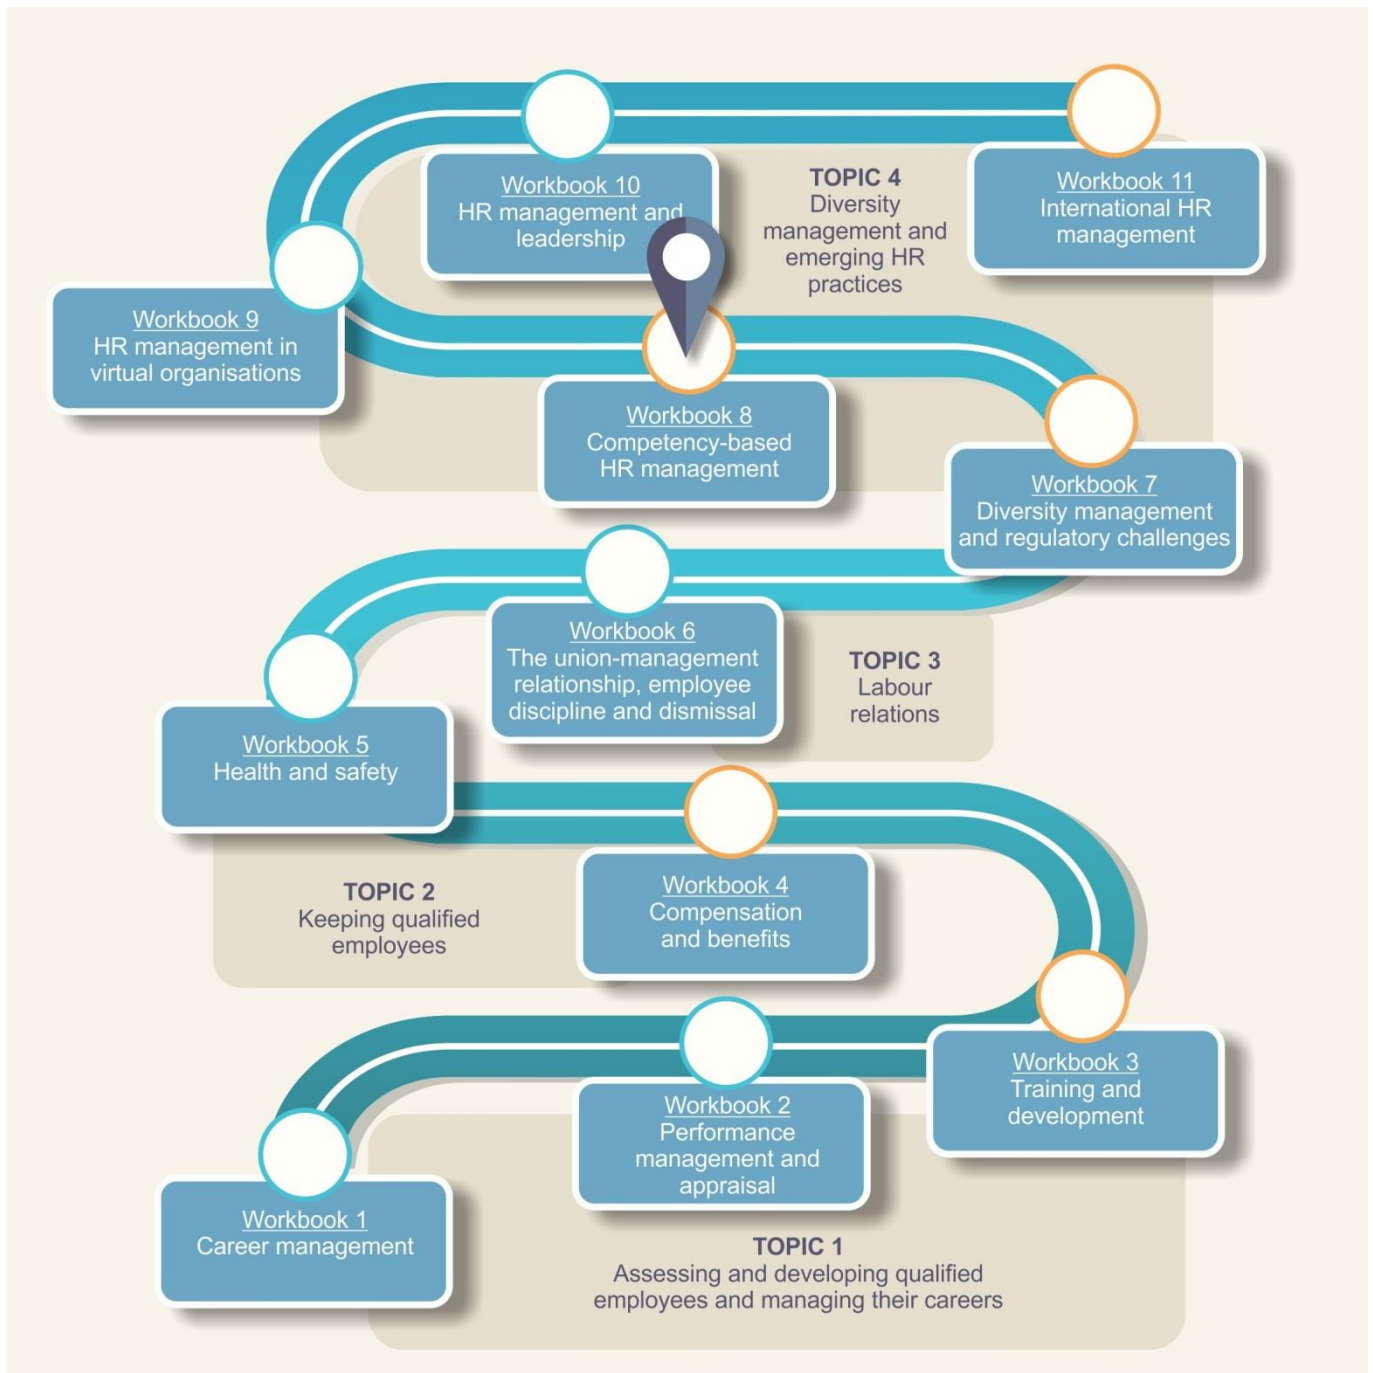 Workbook 10
HR management and
leadership
TOPIC 4
Diversity
management and
emerging HR
practices
Workbook 11
International HR
management
Workbook 9
HR management in
virtual organisations
Workbook 8
Competency-based
HR management
Workbook 7
Diversity management
and regulatory challenges
Workbook 6
The union-management
relationship, employee
discipline and dismissal
TOPIC 3
Labour
relations
Workbook 5
Health and safety
TOPIC 2
Keeping qualified
employees
Workbook 4
Compensation
and benefits
Workbook 3
Training and
development
Workbook 2
Performance
management and
appraisal
Workbook 1
Career management
TOPIC 1
Assessing and developing qualified
employees and managing their careers